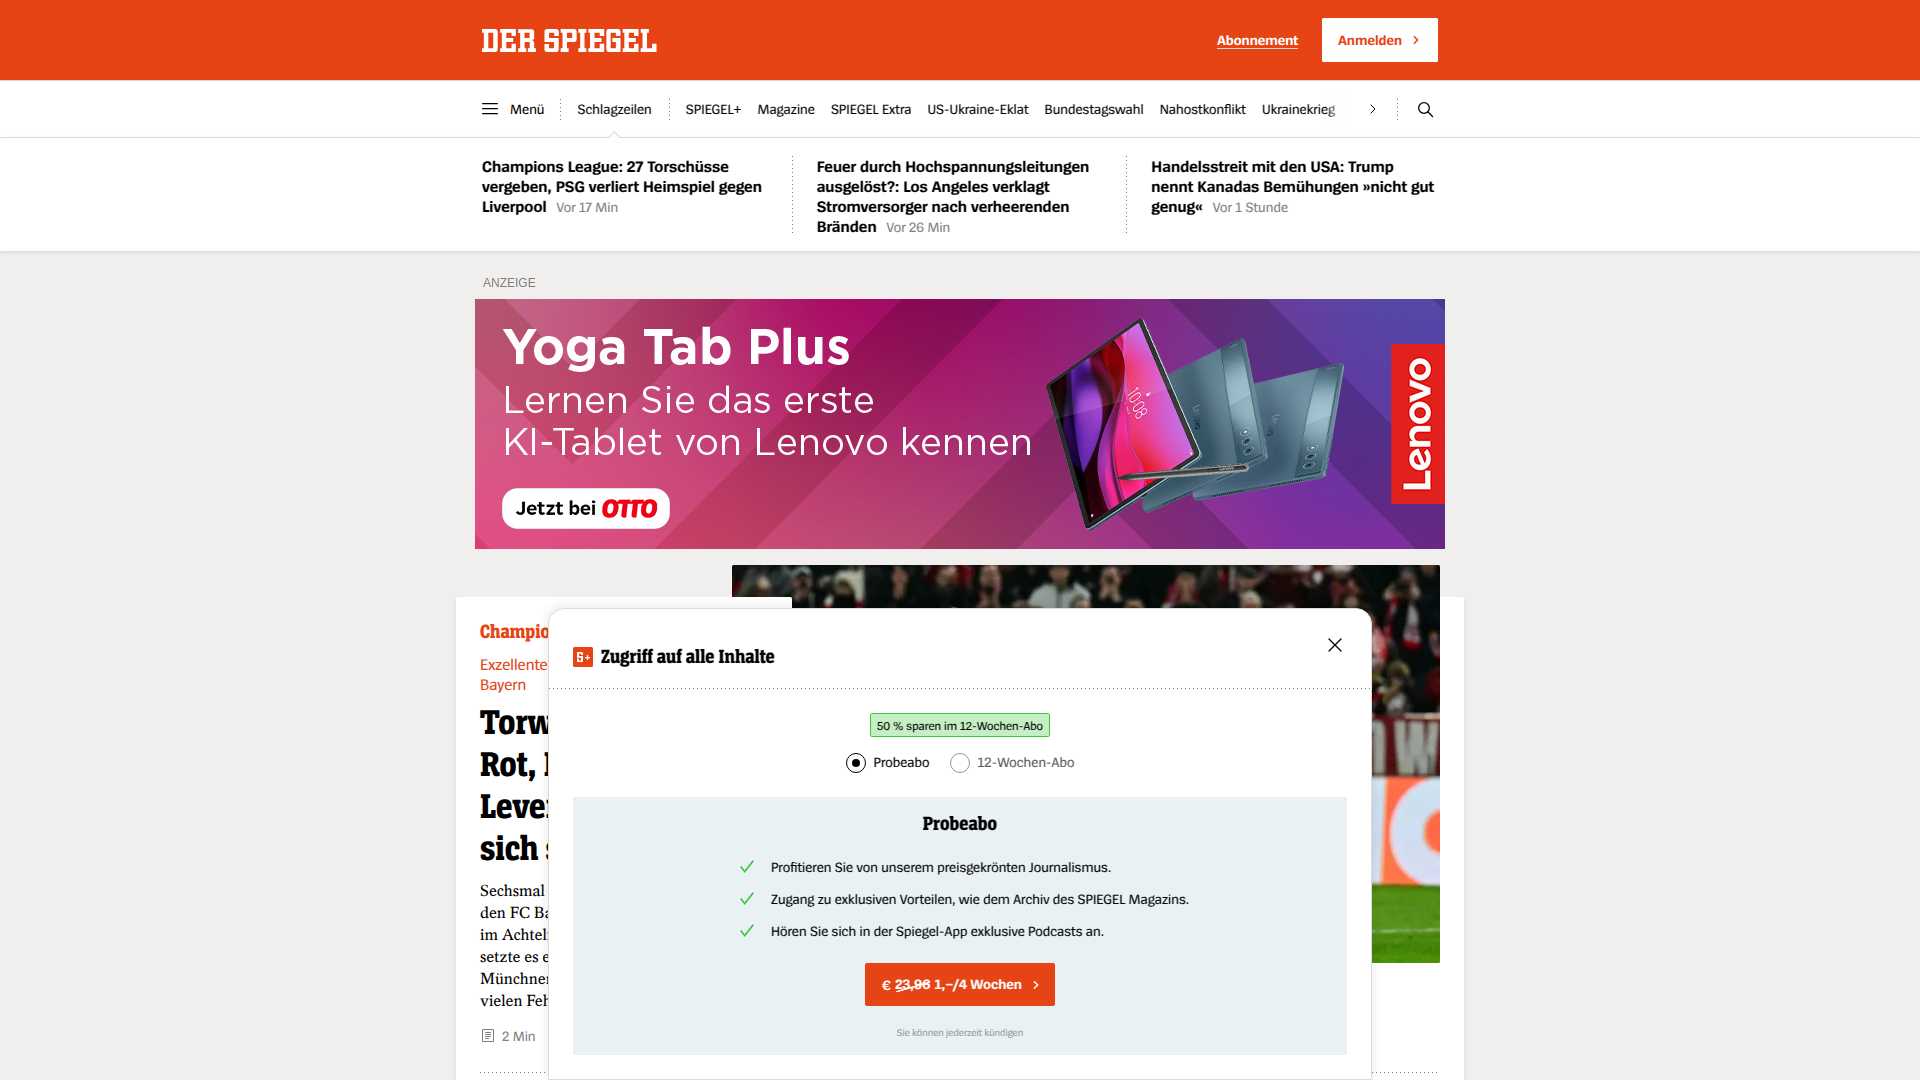 DER SPIEGEL
Abonnement
Anmelden
Menü
Schlagzeilen
SPIEGEL+
Magazine
SPIEGEL Extra
US-Ukraine-Eklat
Bundestagswahl
Nahostkonflikt
Ukrainekrieg
Champions League: 27 Torschüsse
vergeben, PSG verliert Heimspiel gegen
Liverpool Vor 17 Min
Feuer durch Hochspannungsleitungen
ausgelöst?: Los Angeles verklagt
Stromversorger nach verheerenden
Bränden Vor 26 Min
Handelsstreit mit den USA: Trump
nennt Kanadas Bemühungen »nicht gut
genug« Vor 1 Stunde
ANZEIGE
Yoga Tab Plus
Lernen Sie das erste
KI-Tablet von Lenovo kennen
Jetzt bei OTTO
10:08
Lenovo
Champio
Exzellente
Bayern
Torw
Rot,
Lever
sich
Sechsmal
den FC Ba
im Achtel
setzte es e
Münchner
vielen Feh
2 Min
S+ Zugriff auf alle Inhalte
50 % sparen im 12-Wochen-Abo
Probeabo
12-Wochen-Abo
Probeabo
Profitieren Sie von unserem preisgekrönten Journalismus.
Zugang zu exklusiven Vorteilen, wie dem Archiv des SPIEGEL Magazins.
Hören Sie sich in der Spiegel-App exklusive Podcasts an.
€ 23,96 1,–/4 Wochen
Sie können jederzeit kündigen